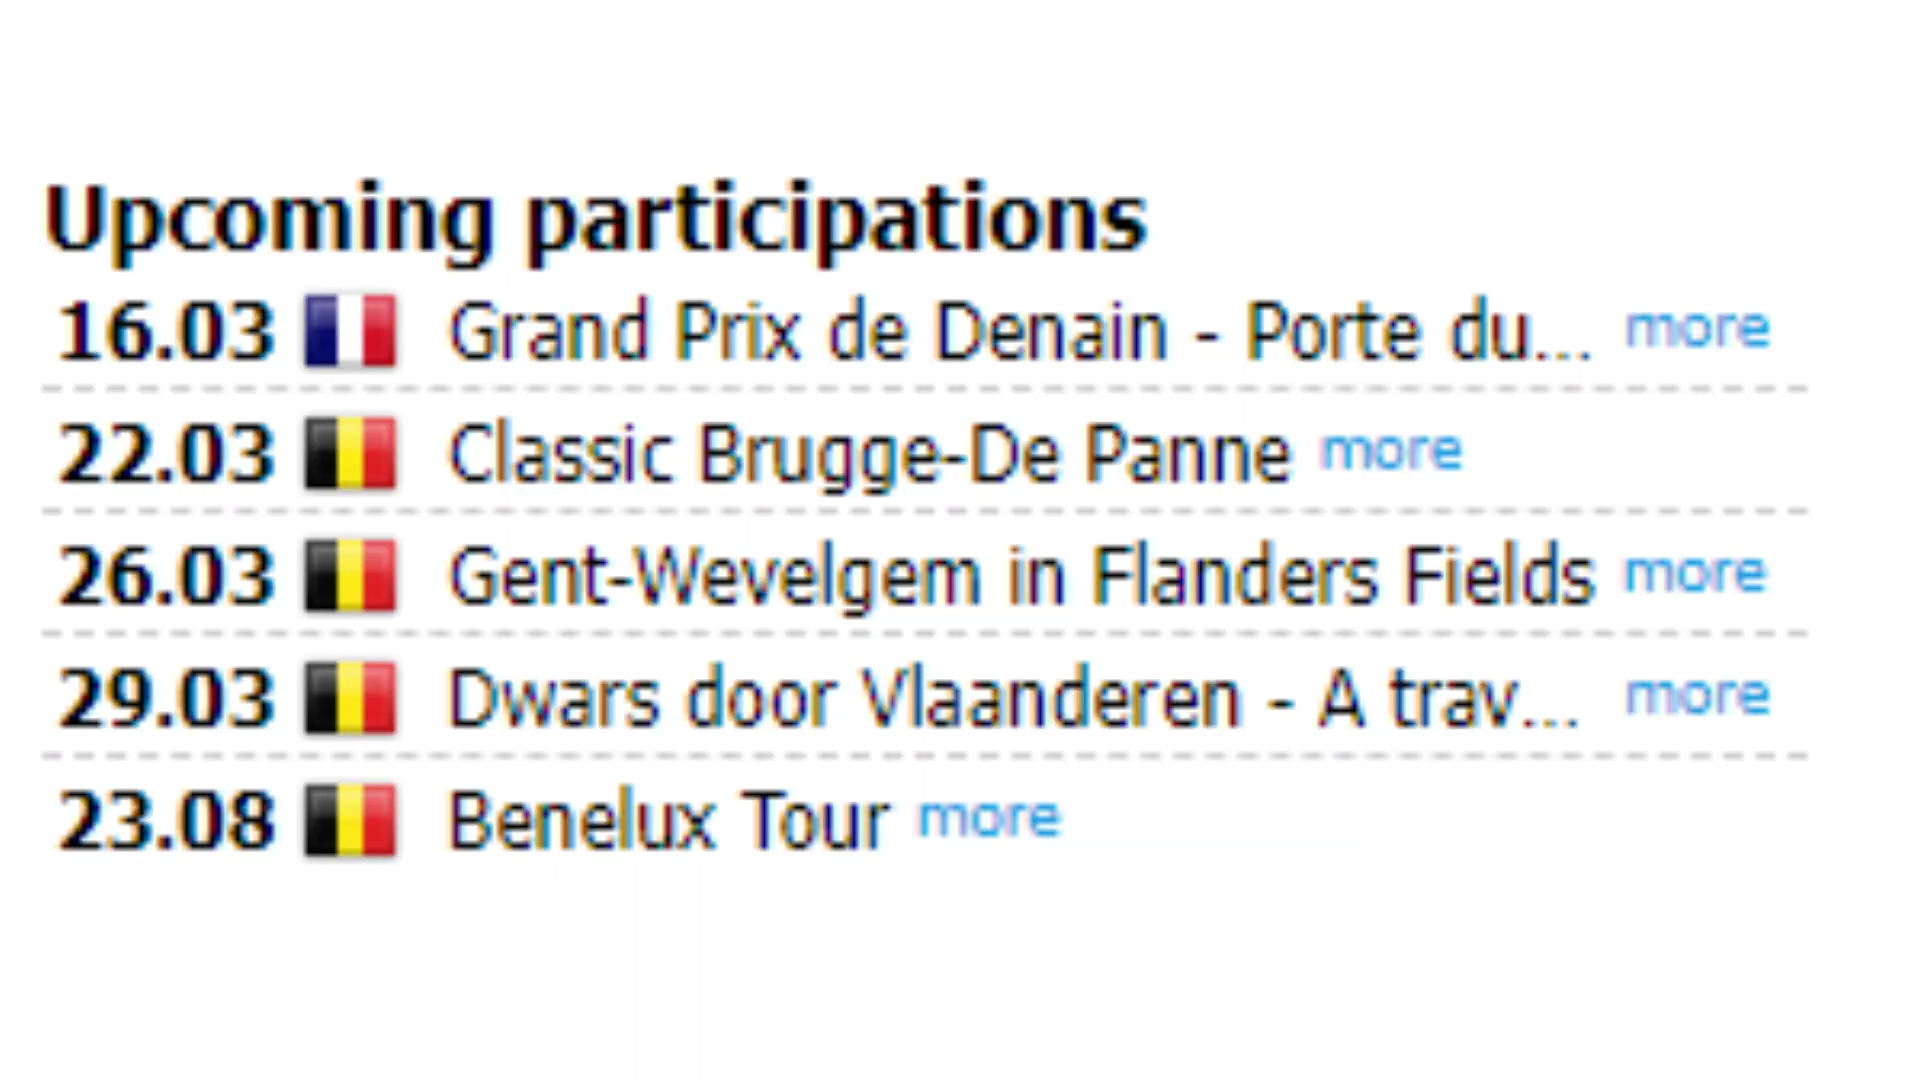 Upcoming participations
16.03 Grand Prix de Denain - Porte du... more
22.03 Classic Brugge-De Panne more
26.03 Gent-Wevelgem in Flanders Fields more
29.03 Dwars door Vlaanderen - A trav... more
23.08 Benelux Tour more